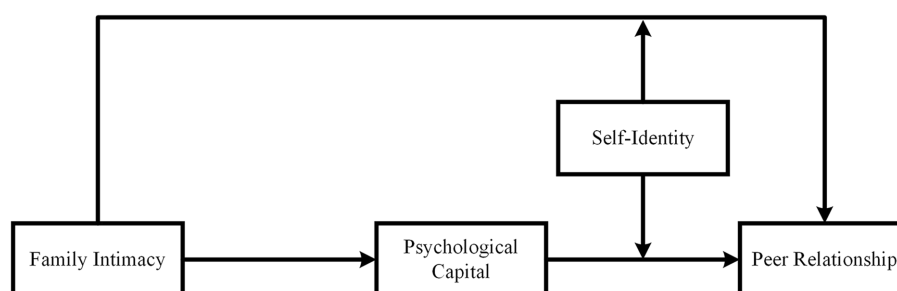 Self-Identity
Family Intimacy
Psychological
Capital
Peer Relationship